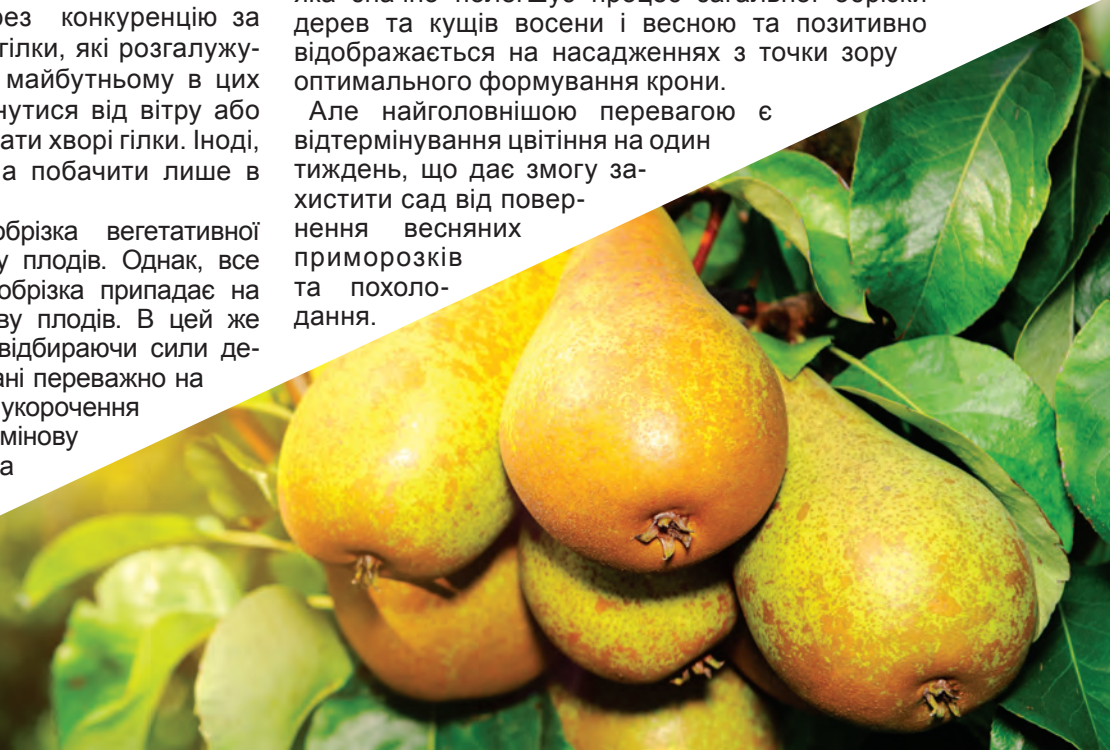 рез конкуренцію за
гілки, які розгалужу-
майбутньому в цих
нутися від вітру або
ати хворі гілки. Іноді,
а побачити лише в
обрізка вегетативної
у плодів. Однак, все
обрізка припадає на
ву плодів. В цей же
відбираючи сили де-
ані переважно на
укорочення
мінову
а
дерев та кущів восени і весною та позитивно
відображається на насадженнях з точки зору
оптимального формування крони.
Але найголовнішою перевагою є
відтермінування цвітіння на один
тиждень, що дає змогу за-
хистити сад від повер-
нення весняних
приморозків
та похоло-
дання.